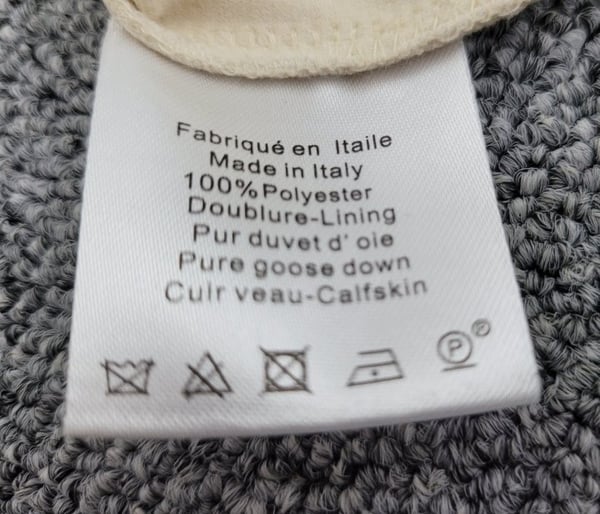 Fabriqué en Itaile
Made in Italy
100%Polyester
Doublure-Lining
Pur duvet d' oie
Pure goose down
Cuir veau-Calfskin
P ®